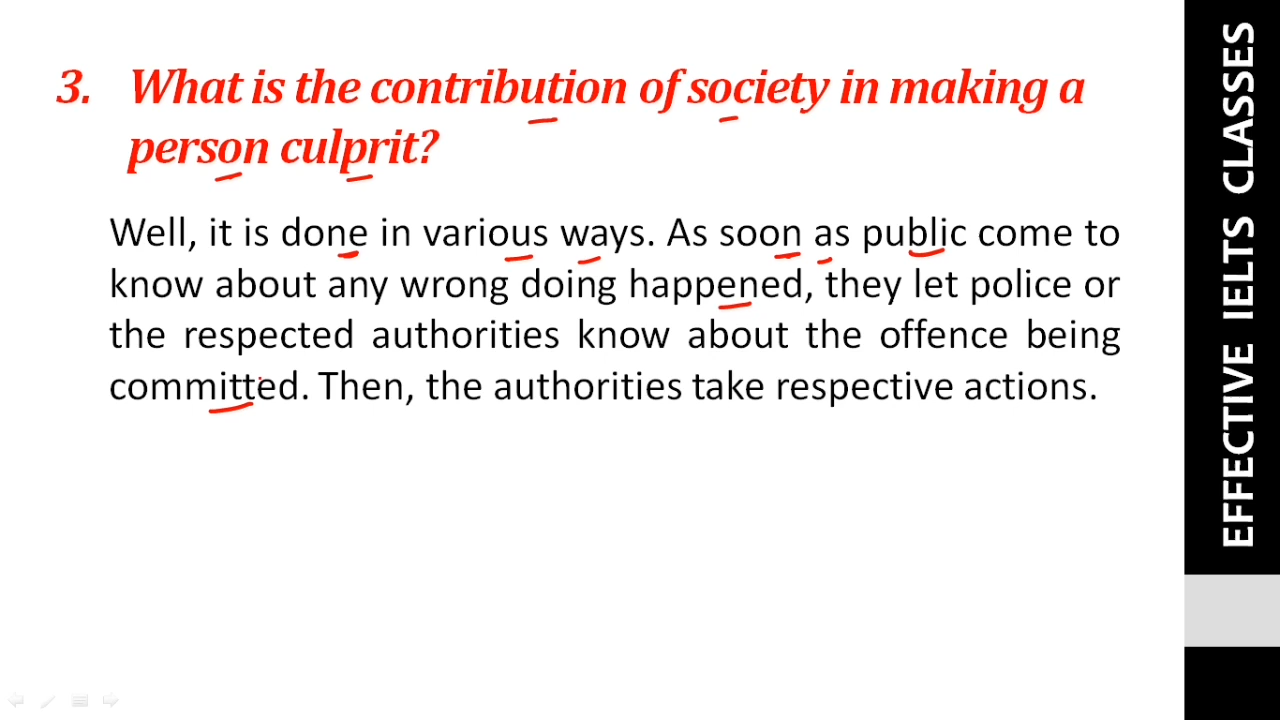 3. What is the contribution of society in making a
person culprit?
Well, it is done in various ways. As soon as public come to
know about any wrong doing happened, they let police or
the respected authorities know about the offence being
committed. Then, the authorities take respective actions.
EFFECTIVE IELTS CLASSES